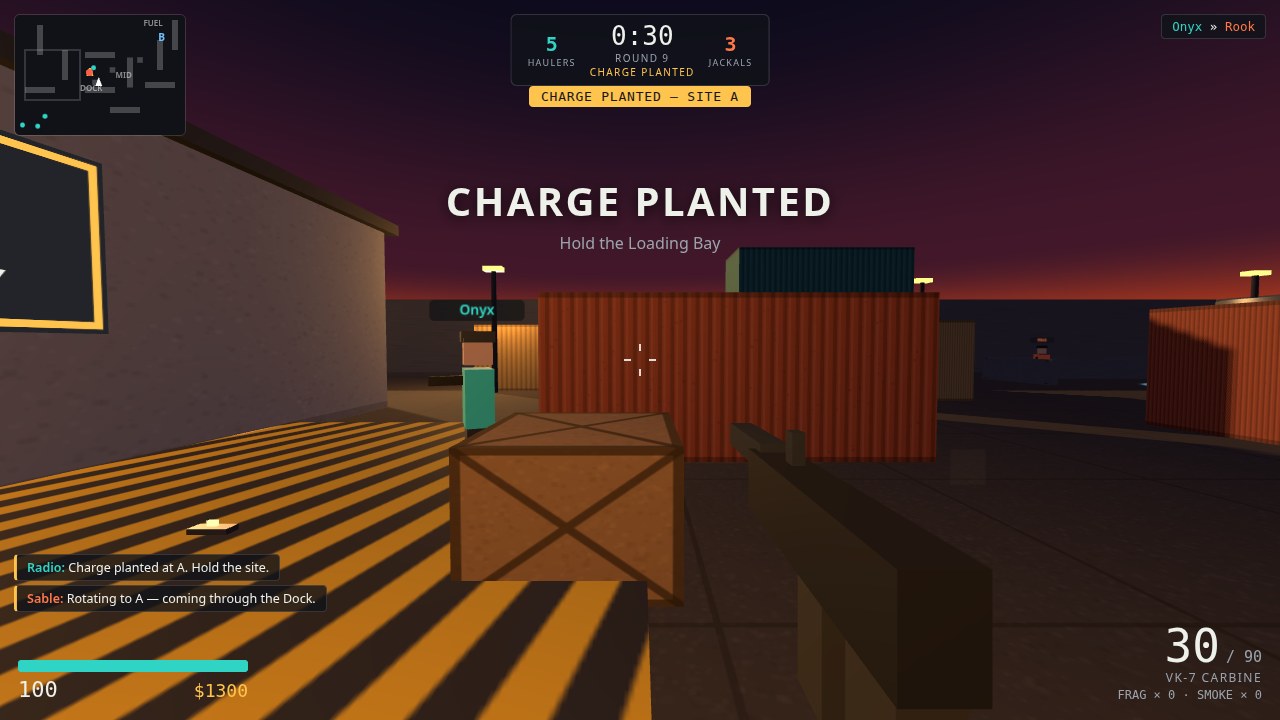 FUEL
B
MID
DOCK
5
HAULERS
0:30
ROUND 9
CHARGE PLANTED
3
JACKALS
CHARGE PLANTED — SITE A
Onyx » Rook
CHARGE PLANTED
Hold the Loading Bay
Onyx
Radio: Charge planted at A. Hold the site.
Sable: Rotating to A — coming through the Dock.
100
$1300
30 / 90
VK-7 CARBINE
FRAG × 0 · SMOKE × 0